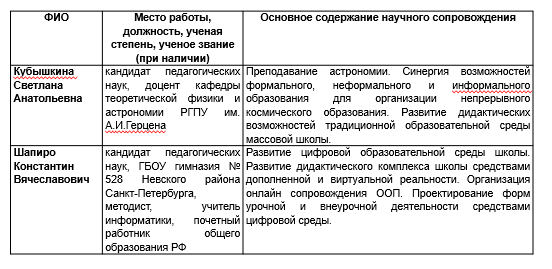 ФИО
Место работы,
должность, ученая
степень, ученое звание
(при наличии)
Основное содержание научного сопровождения
Кубышкина
Светлана
Анатольевна
кандидат педагогических
наук, доцент кафедры
теоретической физики и
астрономии РГПУ им.
А.И.Герцена
Преподавание астрономии. Синергия возможностей
формального, неформального и информального
образования для организации непрерывного
космического образования. Развитие дидактических
возможностей традиционной образовательной среды
массовой школы.
Шапиро
Константин
Вячеславович
кандидат педагогических
наук, ГБОУ гимназия №
528 Невского района
Санкт-Петербурга,
методист, учитель
информатики, почетный
работник общего
образования РФ
Развитие цифровой образовательной среды школы.
Развитие дидактического комплекса школы средствами
дополненной и виртуальной реальности. Организация
онлайн сопровождения ООП. Проектирование форм
урочной и внеурочной деятельности средствами
цифровой среды.